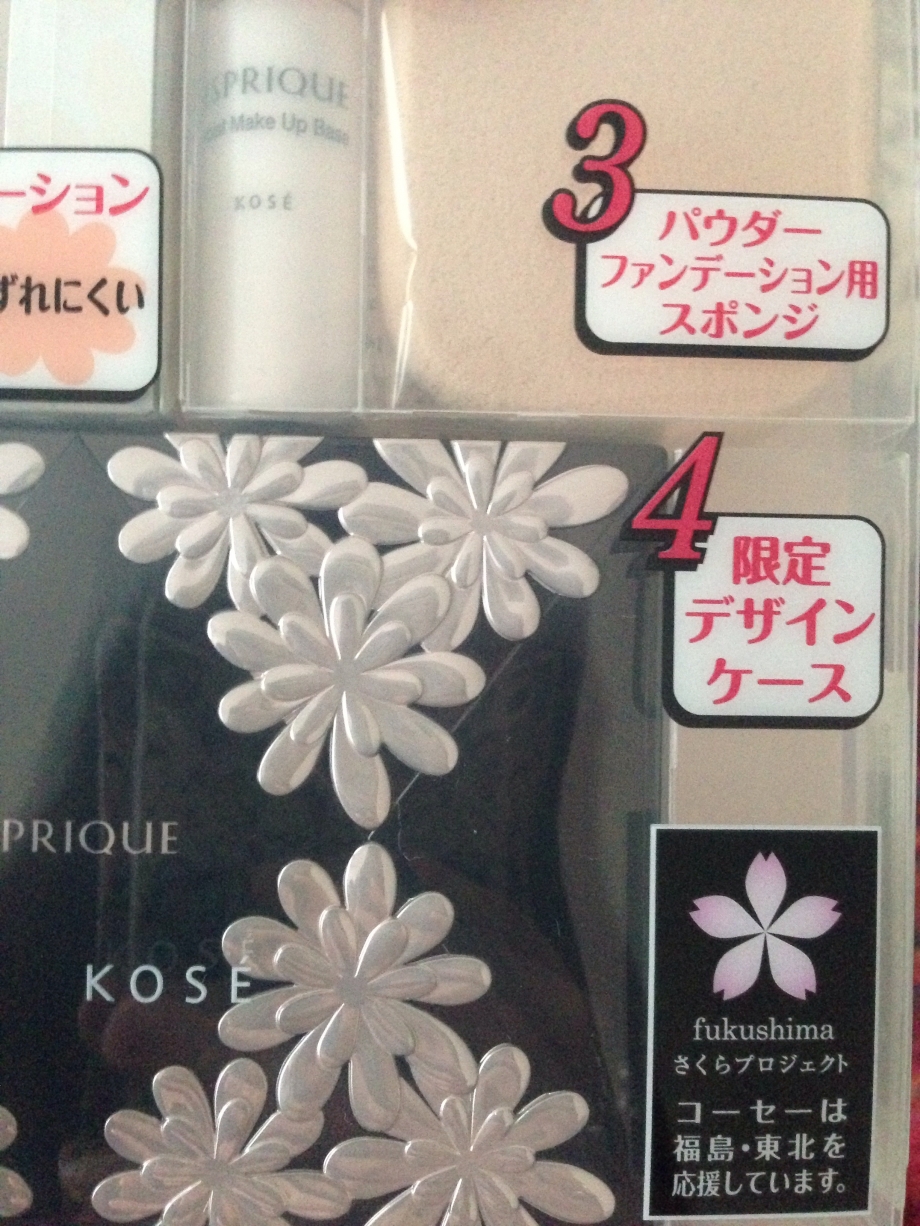 SPRIQUE
Make Up Base
KOSÉ
ーション
ずれにくい
3
パウダー
ファンデーション用
スポンジ
4
限定
デザイン
ケース
PRIQUE
KOSÉ
fukushima
さくらプロジェクト
コーセーは
福島・東北を
応援しています。